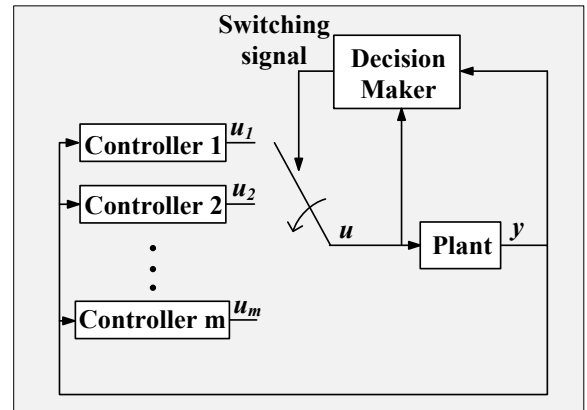 Switching
signal
Decision
Maker
Controller 1
u1
Controller 2
u2
u
Plant
y
Controller m
um